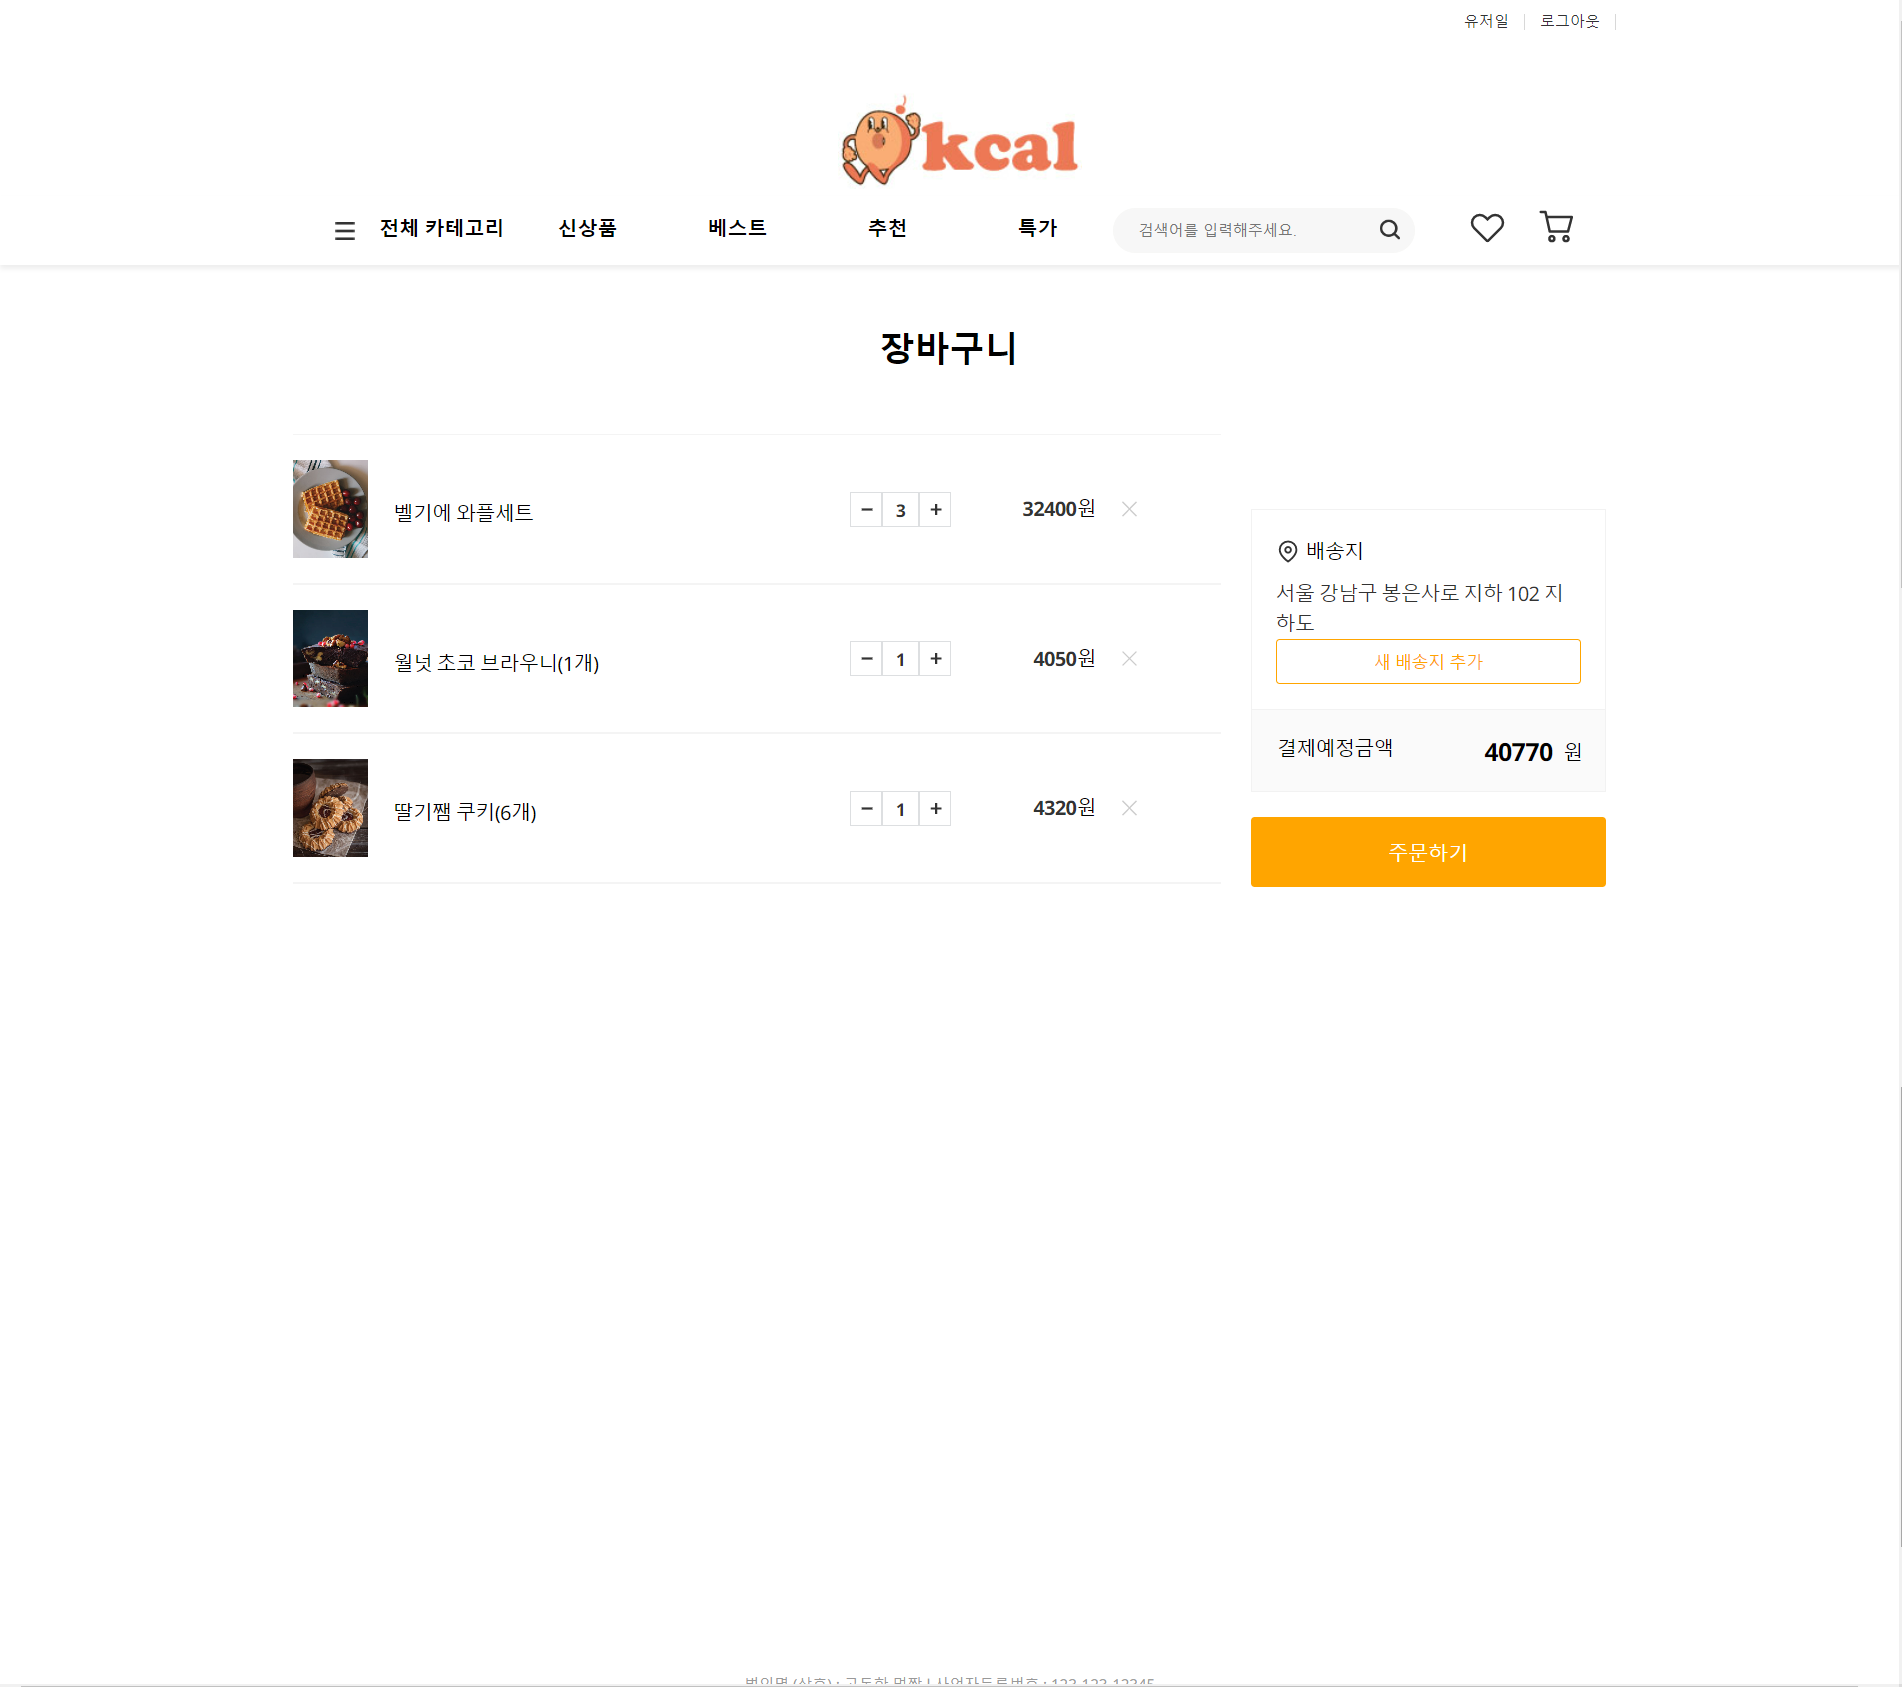 유저일 로그아웃
kcal
전체 카테고리 신상품 베스트 추천 특가 검색어를 입력해주세요.
장바구니
벨기에 와플세트 3 32400원
월넛 초코 브라우니(1개) 1 4050원
딸기쨈 쿠키(6개) 1 4320원
배송지
서울 강남구 봉은사로 지하 102 지
하도
새 배송지 추가
결제예정금액 40770 원
주문하기